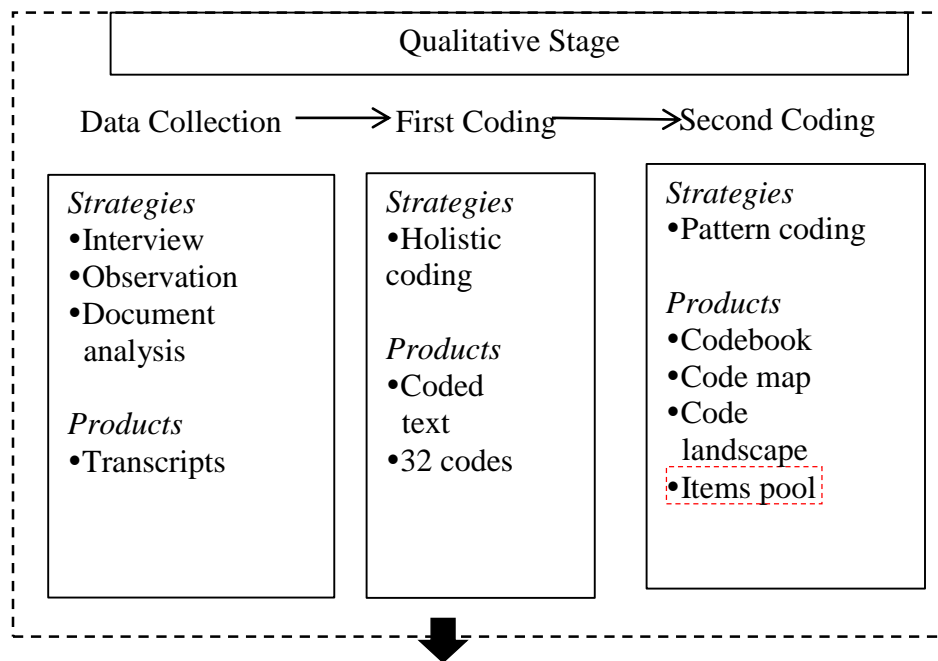 Qualitative Stage
Data Collection
First Coding
Second Coding
Strategies
•Interview
•Observation
•Document
analysis
Products
•Transcripts
Strategies
•Holistic
coding
Products
•Coded
text
•32 codes
Strategies
•Pattern coding
Products
•Codebook
•Code map
•Code
landscape
•Items pool